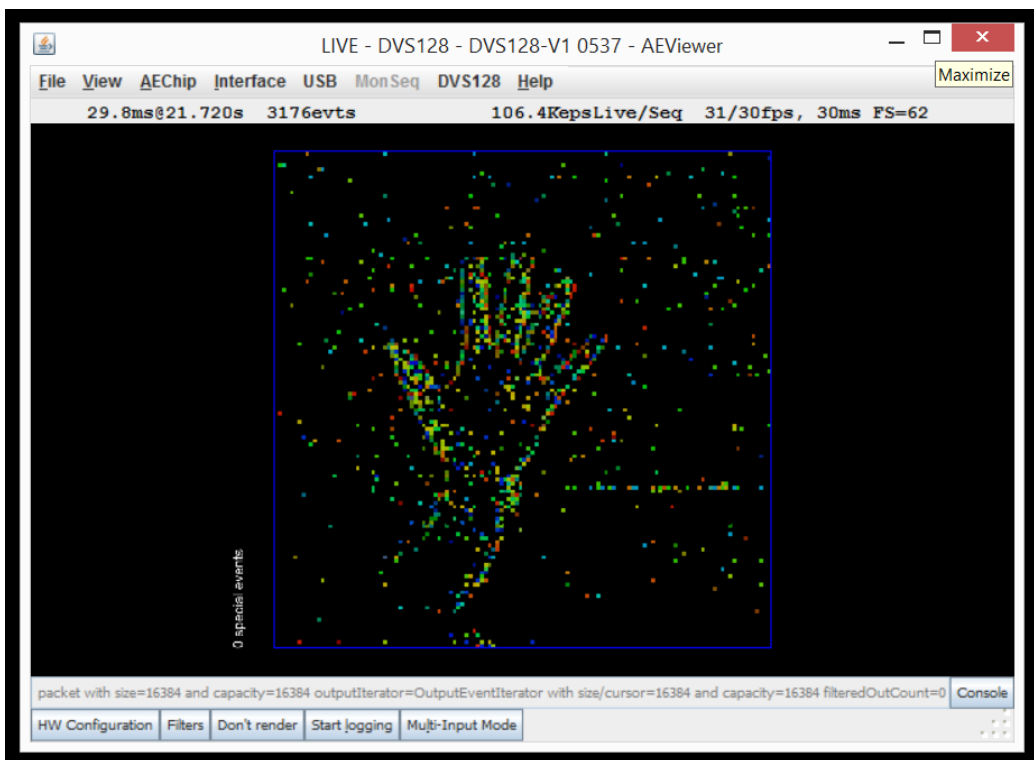 LIVE - DVS128 - DVS128-V1 0537 - AEViewer
File View AEChip Interface USB MonSeq DVS128 Help
Maximize
29.8ms@21.720s 3176evts 106.4KepsLive/Seq 31/30fps, 30ms FS=62
0 special events
packet with size=16384 and capacity=16384 outputIterator=OutputEventIterator with size/cursor=16384 and capacity=16384 filteredOutCount=0 Console
HW Configuration Filters Don't render Start logging Multi-Input Mode